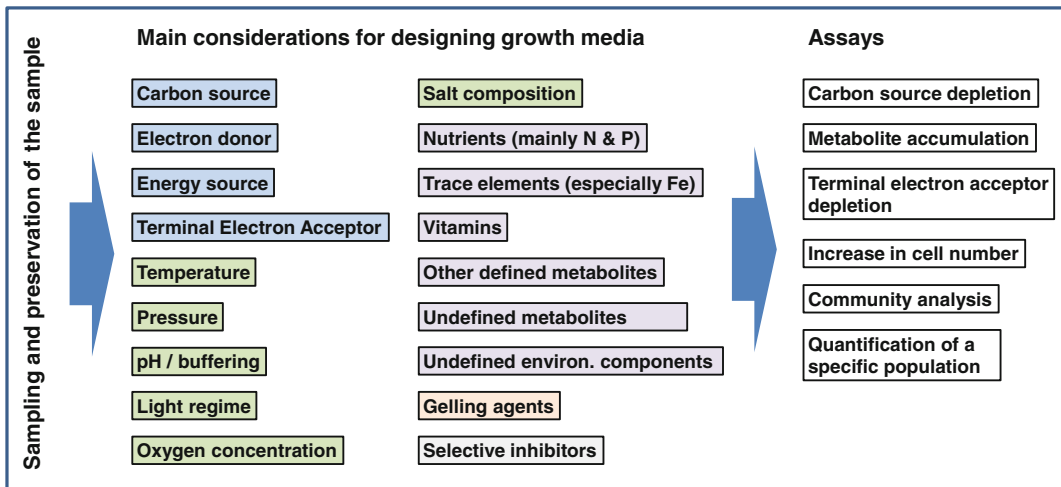 Sampling and preservation of the sample
Main considerations for designing growth media
Carbon source
Electron donor
Energy source
Terminal Electron Acceptor
Temperature
Pressure
pH / buffering
Light regime
Oxygen concentration
Salt composition
Nutrients (mainly N & P)
Trace elements (especially Fe)
Vitamins
Other defined metabolites
Undefined metabolites
Undefined environ. components
Gelling agents
Selective inhibitors
Assays
Carbon source depletion
Metabolite accumulation
Terminal electron acceptor
depletion
Increase in cell number
Community analysis
Quantification of a
specific population